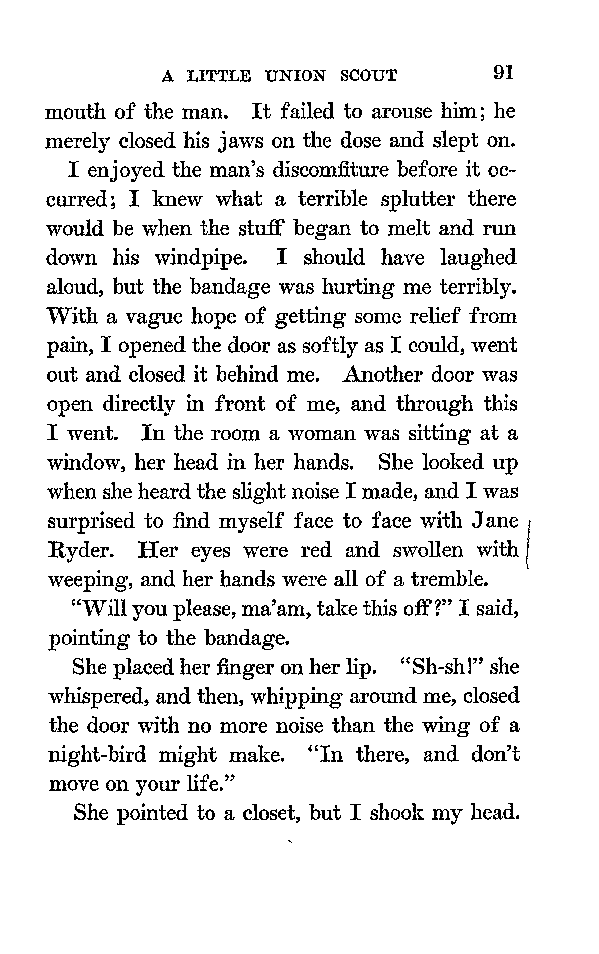 A LITTLE UNION SCOUT 91
mouth of the man. It failed to arouse him; he
merely closed his jaws on the dose and slept on.
I enjoyed the man's discomfiture before it oc-
curred; I knew what a terrible splutter there
would be when the stuff began to melt and run
down his windpipe. I should have laughed
aloud, but the bandage was hurting me terribly.
With a vague hope of getting some relief from
pain, I opened the door as softly as I could, went
out and closed it behind me. Another door was
open directly in front of me, and through this
I went. In the room a woman was sitting at a
window, her head in her hands. She looked up
when she heard the slight noise I made, and I was
surprised to find myself face to face with Jane
Ryder. Her eyes were red and swollen with
weeping, and her hands were all of a tremble.
"Will you please, ma'am, take this off?" I said,
pointing to the bandage.
She placed her finger on her lip. "Sh-sh!" she
whispered, and then, whipping around me, closed
the door with no more noise than the wing of a
night-bird might make. "In there, and don't
move on your life."
She pointed to a closet, but I shook my head.